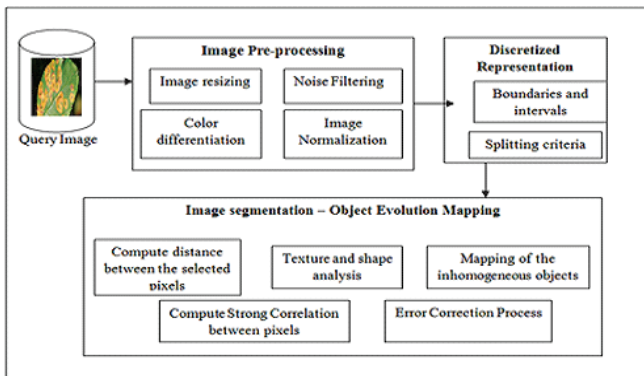 Query Image
Image Pre-processing
Image resizing
Noise Filtering
Color
differentiation
Image
Normalization
Discretized
Representation
Boundaries and
intervals
Splitting criteria
Image segmentation – Object Evolution Mapping
Compute distance
between the selected
pixels
Texture and shape
analysis
Mapping of the
inhomogeneous objects
Compute Strong Correlation
between pixels
Error Correction Process